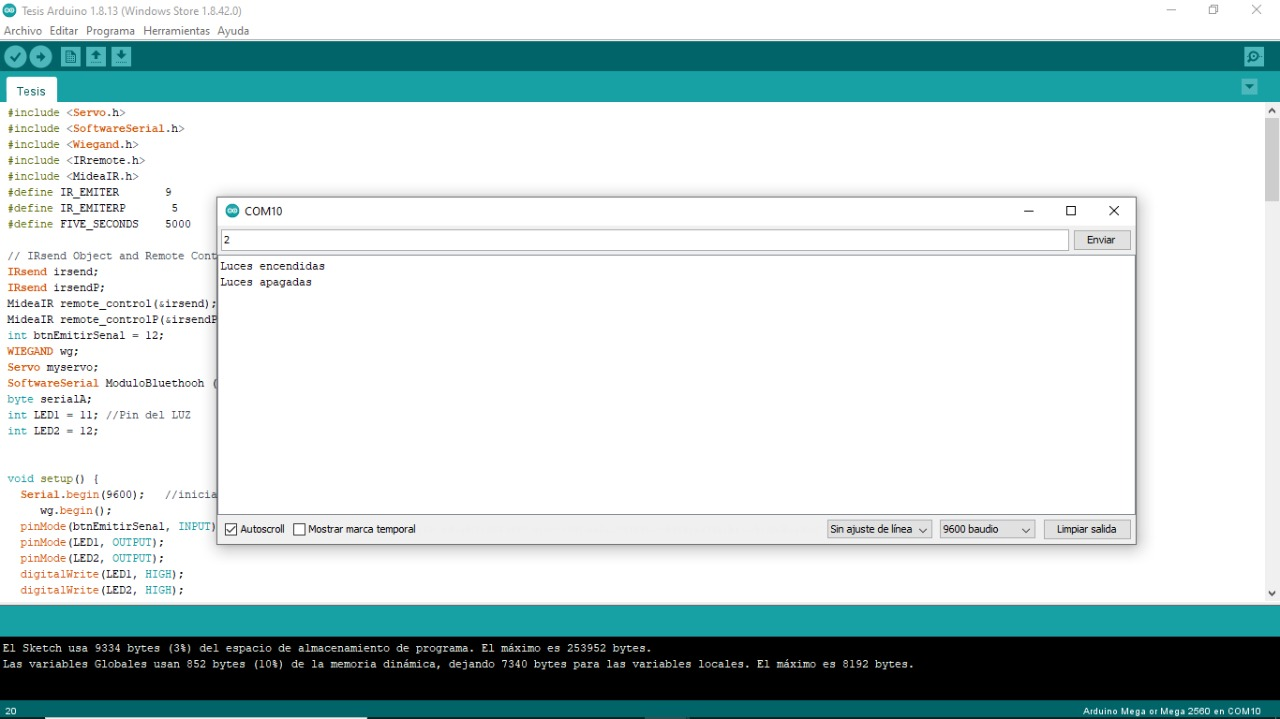 Tesis Arduino 1.8.13 (Windows Store 1.8.42.0)
Archivo Editar Programa Herramientas Ayuda
Tesis
#include <Servo.h>
#include <SoftwareSerial.h>
#include <Wiegand.h>
#include <IRremote.h>
#include <MideaIR.h>
#define IR_EMITER 9
#define IR_EMITERP 5
#define FIVE_SECONDS 5000
// IRsend Object and Remote Cont
IRsend irsend;
IRsend irsendP;
MideaIR remote_control(&irsend);
MideaIR remote_controlP(&irsendP
int btnEmitirSenal = 12;
WIEGAND wg;
Servo myservo;
SoftwareSerial ModuloBluethooh (
byte serialA;
int LED1 = 11; //Pin del LUZ
int LED2 = 12;
void setup() {
Serial.begin(9600); //inicia
wg.begin();
pinMode(btnEmitirSenal, INPUT)
pinMode(LED1, OUTPUT);
pinMode(LED2, OUTPUT);
digitalWrite(LED1, HIGH);
digitalWrite(LED2, HIGH);
COM10
2
Enviar
Luces encendidas
Luces apagadas
Autoscroll Mostrar marca temporal Sin ajuste de línea 9600 baudio Limpiar salida
El Sketch usa 9334 bytes (3%) del espacio de almacenamiento de programa. El máximo es 253952 bytes.
Las variables Globales usan 852 bytes (10%) de la memoria dinámica, dejando 7340 bytes para las variables locales. El máximo es 8192 bytes.
20 Arduino Mega or Mega 2560 en COM10